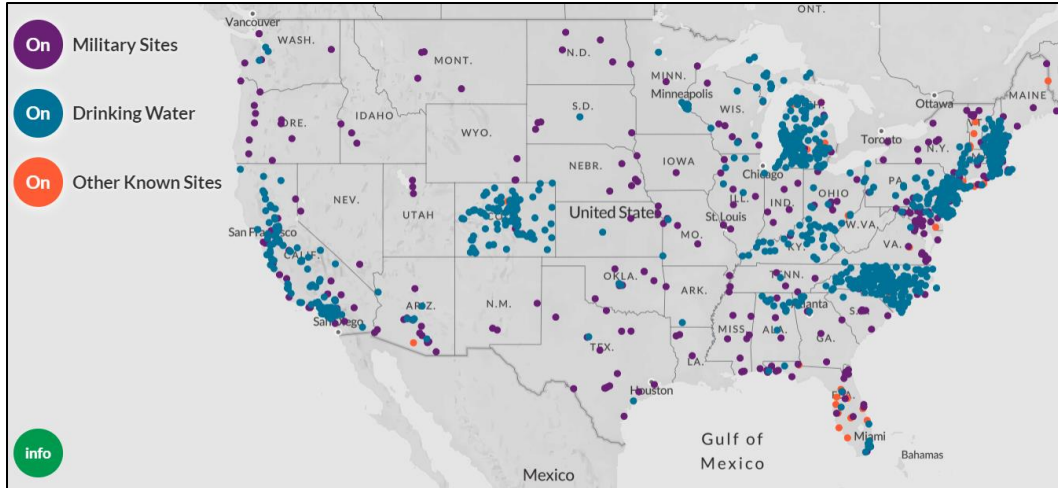 On Military Sites
On Drinking Water
On Other Known Sites
info
Vancouver
WASH.
MONT.
N.D.
MINN.
ONT.
Minneapolis
Ottawa
MAINE
ORE.
IDAHO
S.D.
WIS.
Toronto
N.Y.
VT.
WYO.
NEBR.
IOWA
Chicago
PA.
NEV.
UTAH
United States
ILL.
IND.
OHIO
San Francisco
St. Louis
W.VA.
CALIF.
MO.
KY.
VA.
OKLA.
TENN.
ARIZ.
N.M.
ARK.
Atlanta
San Diego
MISS.
ALA.
GA.
TEX.
LA.
Houston
FLA.
Gulf of
Mexico
Miami
Bahamas
Mexico